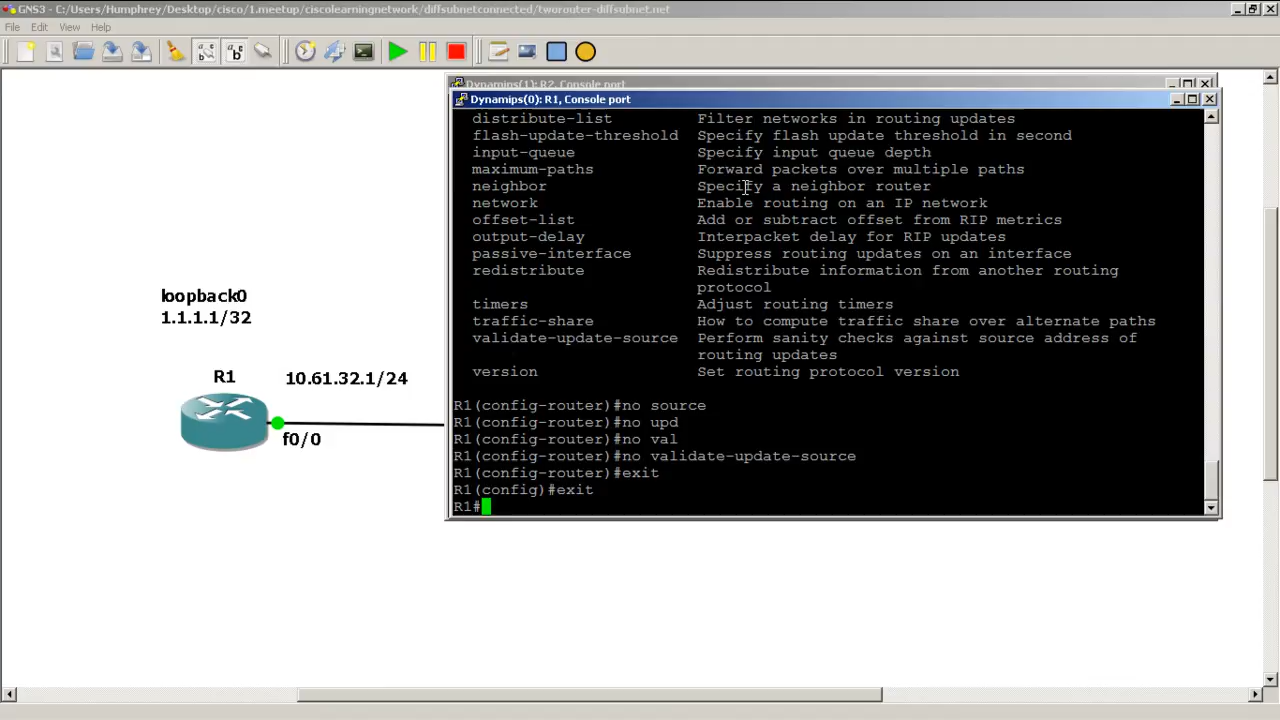 GNS3 - C:/Users/Humphrey/Desktop/cisco/1.meetup/ciscolearningnetwork/diffsubnetconnected/tworouter-diffsubnet.net
File Edit View Help
Dynamips(1): R2, Console port
Dynamips(0): R1, Console port
distribute-list Filter networks in routing updates
flash-update-threshold Specify flash update threshold in second
input-queue Specify input queue depth
maximum-paths Forward packets over multiple paths
neighbor Specify a neighbor router
network Enable routing on an IP network
offset-list Add or subtract offset from RIP metrics
output-delay Interpacket delay for RIP updates
passive-interface Suppress routing updates on an interface
redistribute Redistribute information from another routing
protocol
timers Adjust routing timers
traffic-share How to compute traffic share over alternate paths
validate-update-source Perform sanity checks against source address of
routing updates
version Set routing protocol version
R1(config-router)#no source
R1(config-router)#no upd
R1(config-router)#no val
R1(config-router)#no validate-update-source
R1(config-router)#exit
R1(config)#exit
R1#
loopback0
1.1.1.1/32
R1
10.61.32.1/24
f0/0